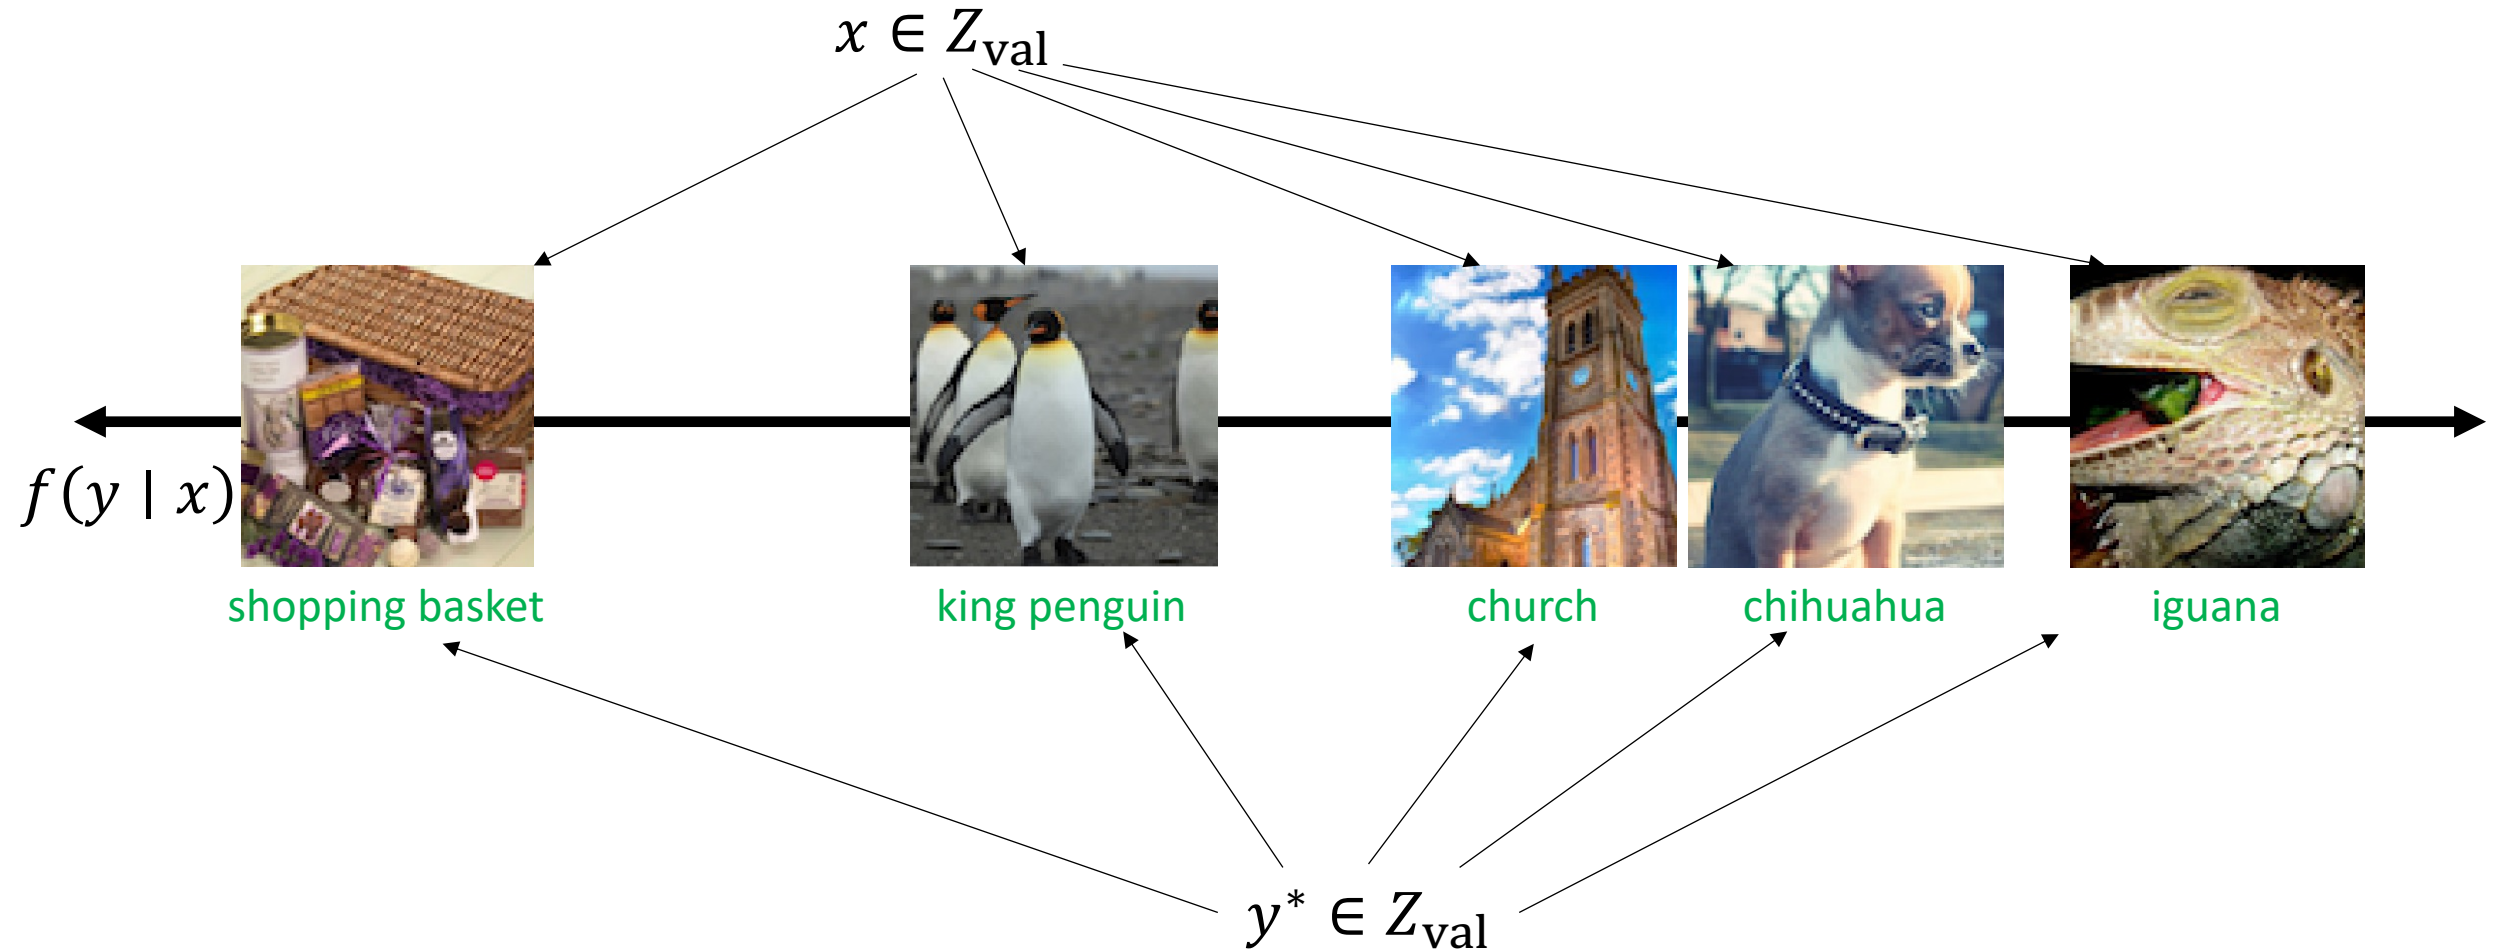 x ∈ Z_val
f(y | x)
shopping basket
king penguin
church
chihuahua
iguana
y* ∈ Z_val